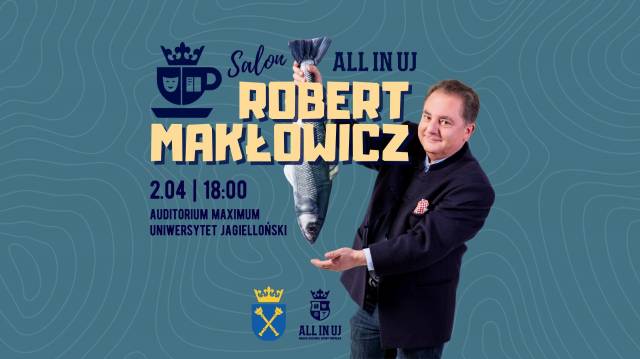 Salon ALL IN UJ
ROBERT
MAKŁOWICZ
2.04 | 18:00
AUDITORIUM MAXIMUM
UNIWERSYTET JAGIELLOŃSKI
ALL IN UJ